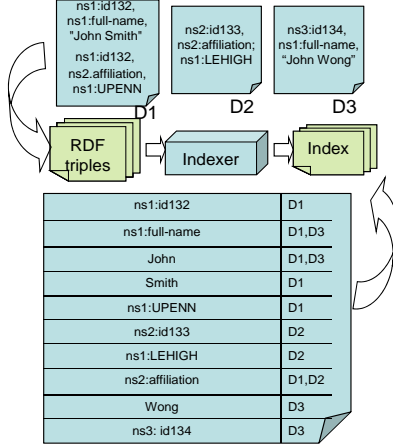 ns1:id132,
ns1:full-name,
"John Smith"
ns1:id132,
ns2.affiliation,
ns1:UPENN
D1
ns2:id133,
ns2:affiliation;
ns1:LEHIGH
D2
ns3:id134,
ns1:full-name,
“John Wong”
D3
RDF
triples
Indexer
Index
ns1:id132 D1
ns1:full-name D1,D3
John D1,D3
Smith D1
ns1:UPENN D1
ns2:id133 D2
ns1:LEHIGH D2
ns2:affiliation D1,D2
Wong D3
ns3: id134 D3